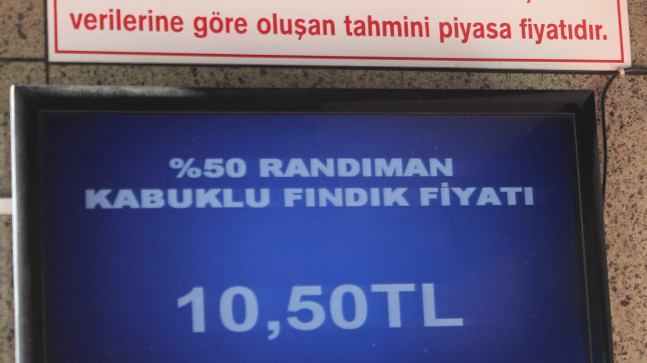 verilerine göre oluşan tahmini piyasa fiyatıdır.
%50 RANDIMAN
KABUKLU FINDIK FİYATI
10,50TL